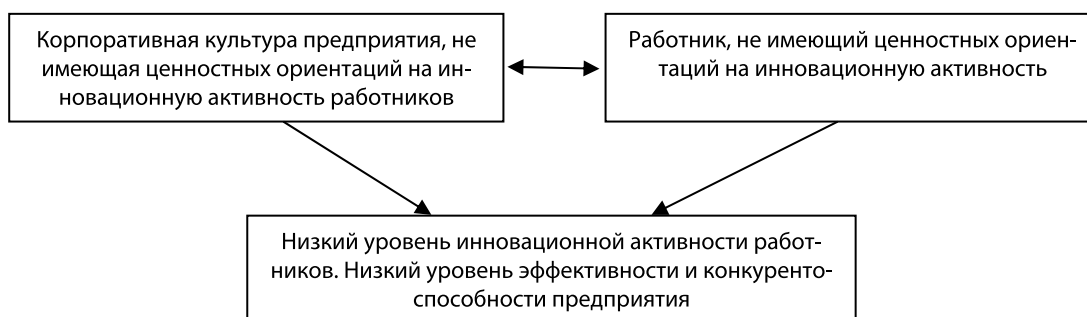 Корпоративная культура предприятия, не
имеющая ценностных ориентаций на ин-
новационную активность работников
Работник, не имеющий ценностных ориен-
таций на инновационную активность
Низкий уровень инновационной активности работ-
ников. Низкий уровень эффективности и конкуренто-
способности предприятия